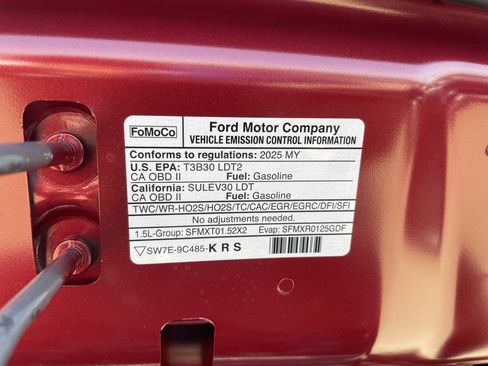 FoMoCo
Ford Motor Company
VEHICLE EMISSION CONTROL INFORMATION
Conforms to regulations: 2025 MY
U.S. EPA: T3B30 LDT2
CA OBD II Fuel: Gasoline
California: SULEV30 LDT
CA OBD II Fuel: Gasoline
TWC/WR-HO2S/HO2S/TC/CAC/EGR/EGRC/DFI/SFI
No adjustments needed.
1.5L-Group: SFMXT01.52X2 Evap: SFMXR0125GDF
SW7E-9C485-KRS